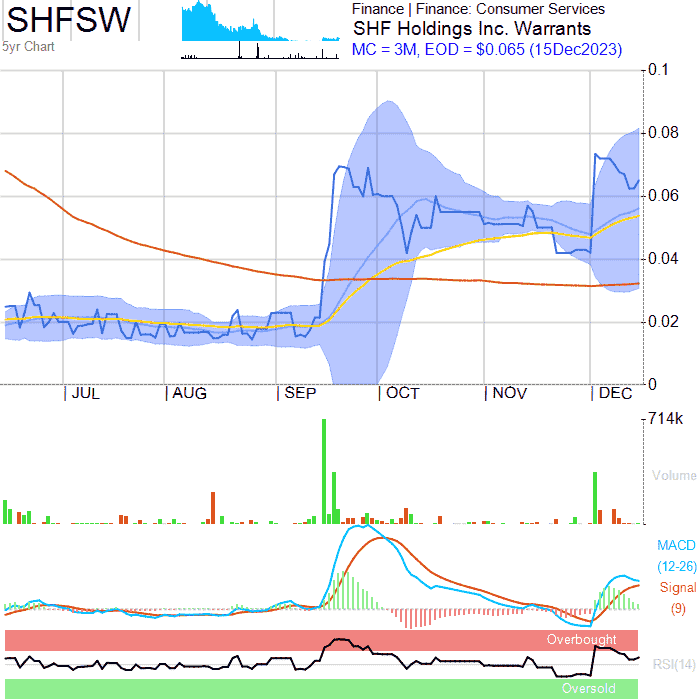 SHFSW
5yr Chart
Finance | Finance: Consumer Services
SHF Holdings Inc. Warrants
MC = 3M, EOD = $0.065 (15Dec2023)
0.1
0.08
0.06
0.04
0.02
0
JUL AUG SEP OCT NOV DEC
714k
Volume
MACD
(12-26)
Signal
(9)
Overbought
RSI(14)
Oversold